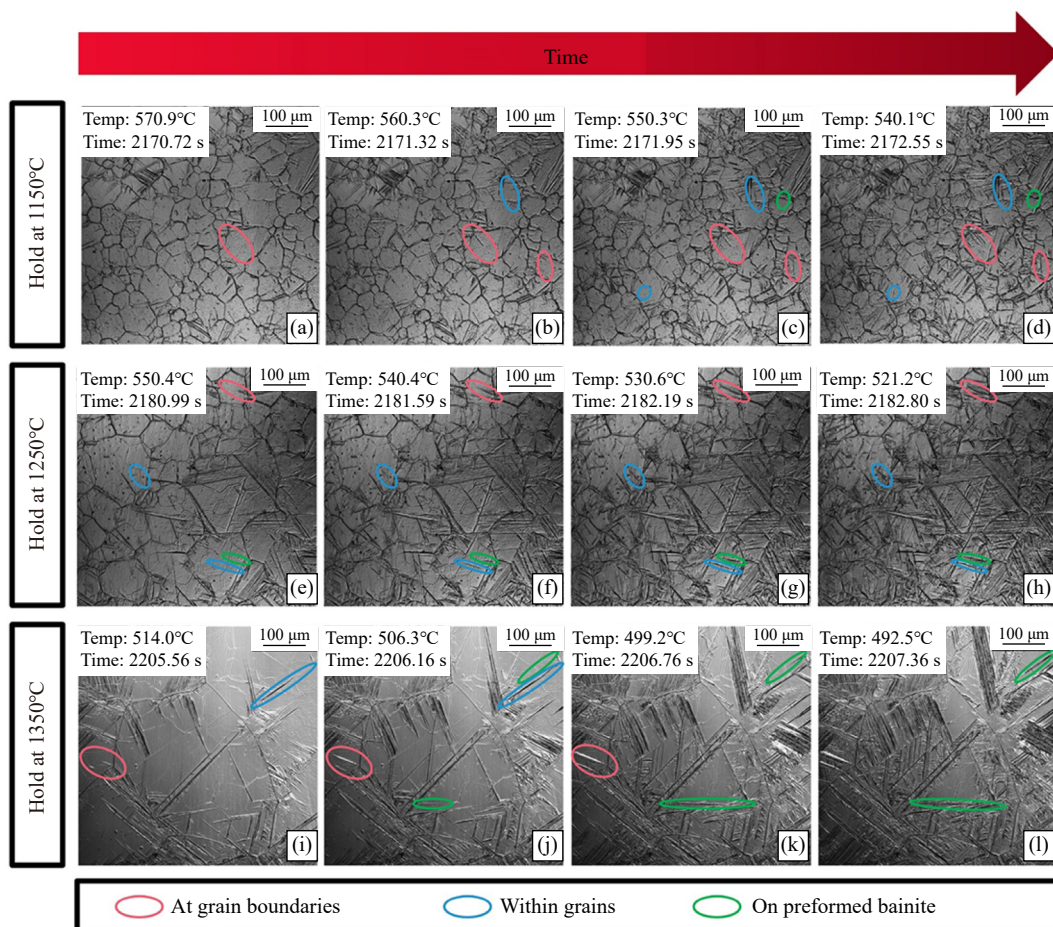 Time
Hold at 1150°C
Temp: 570.9°C
Time: 2170.72 s
100 μm
(a)
Temp: 560.3°C
Time: 2171.32 s
100 μm
(b)
Temp: 550.3°C
Time: 2171.95 s
100 μm
(c)
Temp: 540.1°C
Time: 2172.55 s
100 μm
(d)
Hold at 1250°C
Temp: 550.4°C
Time: 2180.99 s
100 μm
(e)
Temp: 540.4°C
Time: 2181.59 s
100 μm
(f)
Temp: 530.6°C
Time: 2182.19 s
100 μm
(g)
Temp: 521.2°C
Time: 2182.80 s
100 μm
(h)
Hold at 1350°C
Temp: 514.0°C
Time: 2205.56 s
100 μm
(i)
Temp: 506.3°C
Time: 2206.16 s
100 μm
(j)
Temp: 499.2°C
Time: 2206.76 s
100 μm
(k)
Temp: 492.5°C
Time: 2207.36 s
100 μm
(l)
At grain boundaries
Within grains
On preformed bainite